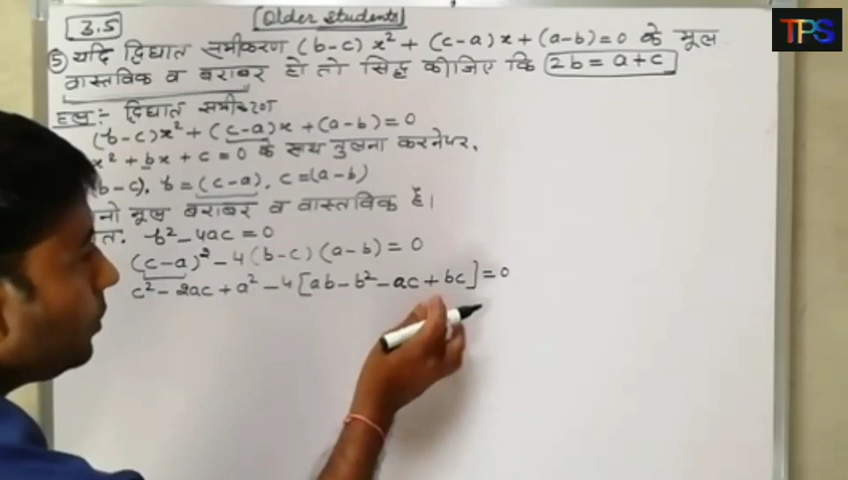 3.5 (Older Students) TPS
⑤ यदि द्विघात समीकरण (b-c) x² + (c-a) x + (a-b) = 0 के मूल
वास्तविक व बराबर हो तो सिद्ध कीजिए कि 2b = a+c
हल:- द्विघात समीकरण
(b-c)x² + (c-a)x + (a-b) = 0
x² + bx + c = 0 के साथ तुलना करने पर,
b-c), b = (c-a), c = (a-b)
नो मूल बराबर व वास्तविक हैं।
b² - 4ac = 0
(c-a)² - 4 (b-c) (a-b) = 0
c² - 2ac + a² - 4 [ab - b² - ac + bc] = 0